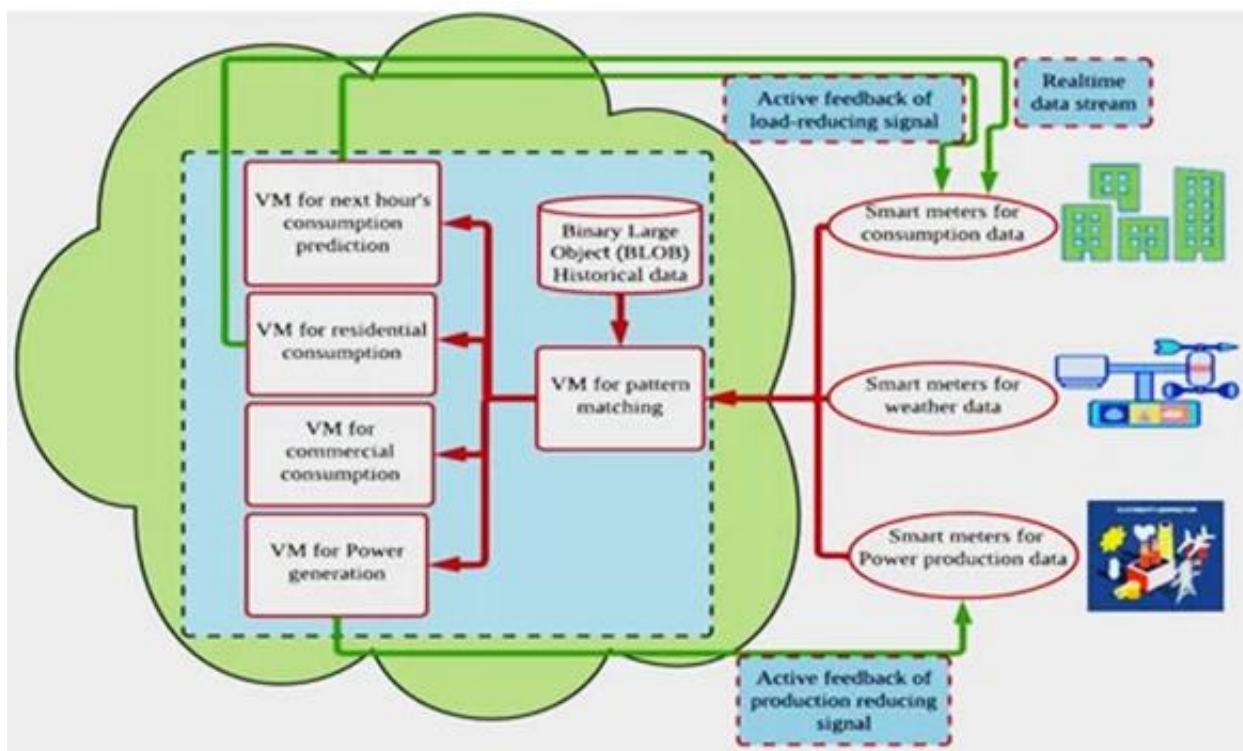 Active feedback of
load-reducing signal
Realtime
data stream
VM for next hour's
consumption
prediction
Binary Large
Object (BLOB)
Historical data
Smart meters for
consumption data
VM for residential
consumption
VM for pattern
matching
Smart meters for
weather data
VM for
commercial
consumption
VM for Power
generation
Smart meters for
Power production data
Active feedback of
production reducing
signal